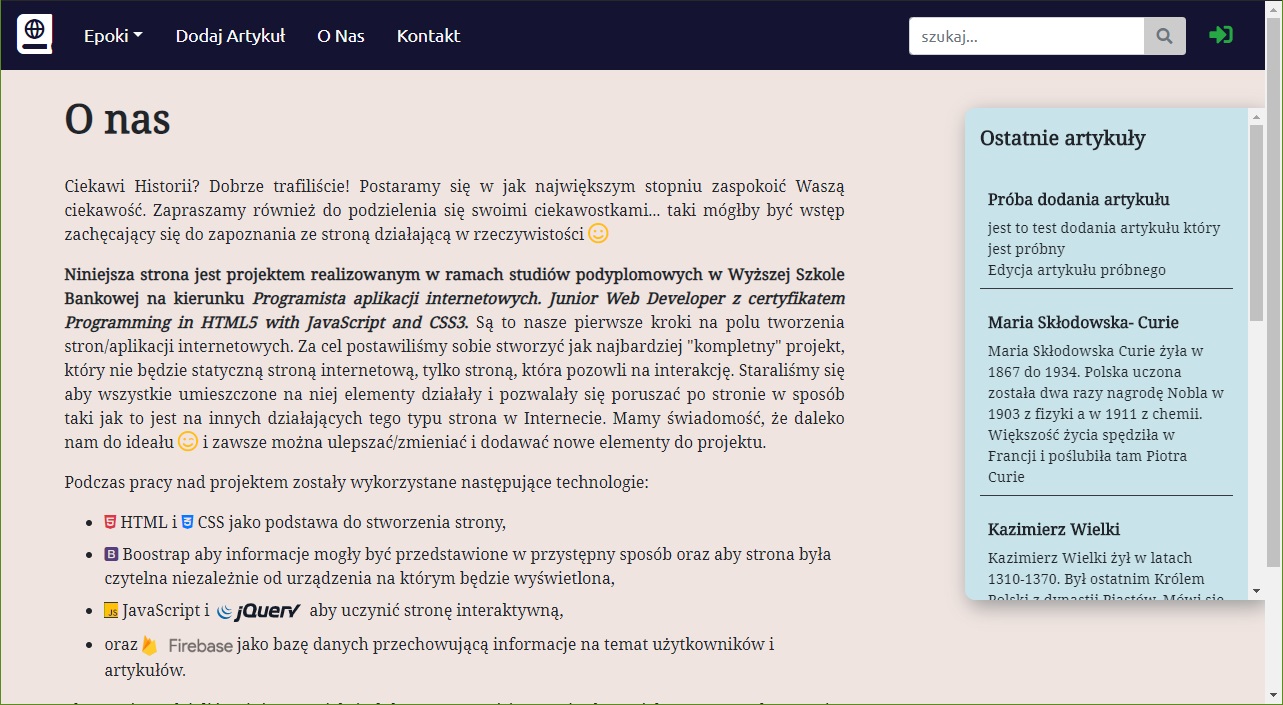 Epoki Dodaj Artykuł O Nas Kontakt szukaj...
O nas
Ciekawi Historii? Dobrze trafiliście! Postaramy się w jak największym stopniu zaspokoić Waszą
ciekawość. Zapraszamy również do podzielenia się swoimi ciekawostkami... taki mógłby być wstęp
zachęcający się do zapoznania ze stroną działającą w rzeczywistości
Niniejsza strona jest projektem realizowanym w ramach studiów podyplomowych w Wyższej Szkole
Bankowej na kierunku Programista aplikacji internetowych. Junior Web Developer z certyfikatem
Programming in HTML5 with JavaScript and CSS3. Są to nasze pierwsze kroki na polu tworzenia
stron/aplikacji internetowych. Za cel postawiliśmy sobie stworzyć jak najbardziej "kompletny" projekt,
który nie będzie statyczną stroną internetową, tylko stroną, która pozowli na interakcję. Staraliśmy się
aby wszystkie umieszczone na niej elementy działały i pozwalały się poruszać po stronie w sposób
taki jak to jest na innych działających tego typu strona w Internecie. Mamy świadomość, że daleko
nam do ideału i zawsze można ulepszać/zmieniać i dodawać nowe elementy do projektu.
Podczas pracy nad projektem zostały wykorzystane następujące technologie:
HTML i CSS jako podstawa do stworzenia strony,
B Boostrap aby informacje mogły być przedstawione w przystępny sposób oraz aby strona była
czytelna niezależnie od urządzenia na którym będzie wyświetlona,
JS JavaScript i jQuery aby uczynić stronę interaktywną,
oraz Firebase jako bazę danych przechowującą informacje na temat użytkowników i
artykułów.
Ostatnie artykuły
Próba dodania artykułu
jest to test dodania artykułu który
jest próbny
Edycja artykułu próbnego
Maria Skłodowska- Curie
Maria Skłodowska Curie żyła w
1867 do 1934. Polska uczona
została dwa razy nagrodę Nobla w
1903 z fizyki a w 1911 z chemii.
Większość życia spędziła w
Francji i poślubiła tam Piotra
Curie
Kazimierz Wielki
Kazimierz Wielki żył w latach
1310-1370. Był ostatnim Królem
Polski z dynastii Piastów. Mówi się